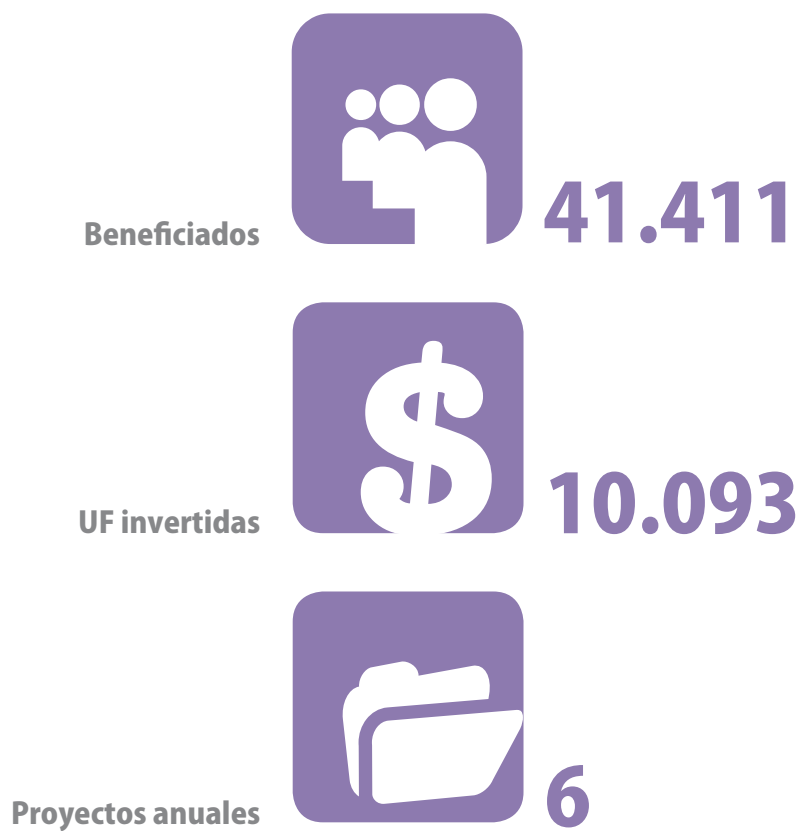 Beneficiados 41.411
UF invertidas 10.093
Proyectos anuales 6